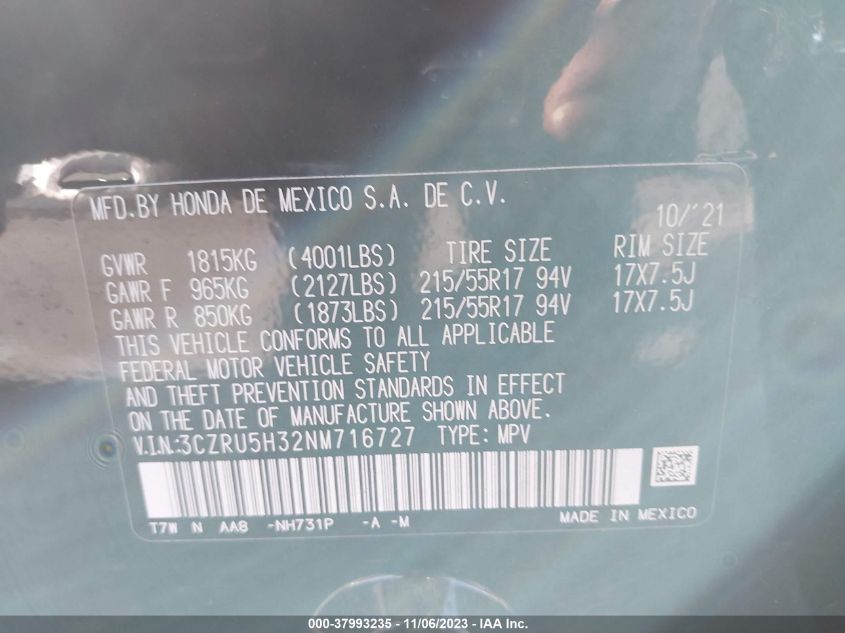 MFD.BY HONDA DE MEXICO S.A. DE C.V.
10/'21
GVWR 1815KG (4001LBS) TIRE SIZE RIM SIZE
GAWR F 965KG (2127LBS) 215/55R17 94V 17X7.5J
GAWR R 850KG (1873LBS) 215/55R17 94V 17X7.5J
THIS VEHICLE CONFORMS TO ALL APPLICABLE
FEDERAL MOTOR VEHICLE SAFETY
AND THEFT PREVENTION STANDARDS IN EFFECT
ON THE DATE OF MANUFACTURE SHOWN ABOVE.
V.I.N:3CZRU5H32NM716727 TYPE: MPV
T7W N AA8 -NH731P -A -M MADE IN MEXICO
000-37993235 - 11/06/2023 - IAA Inc.